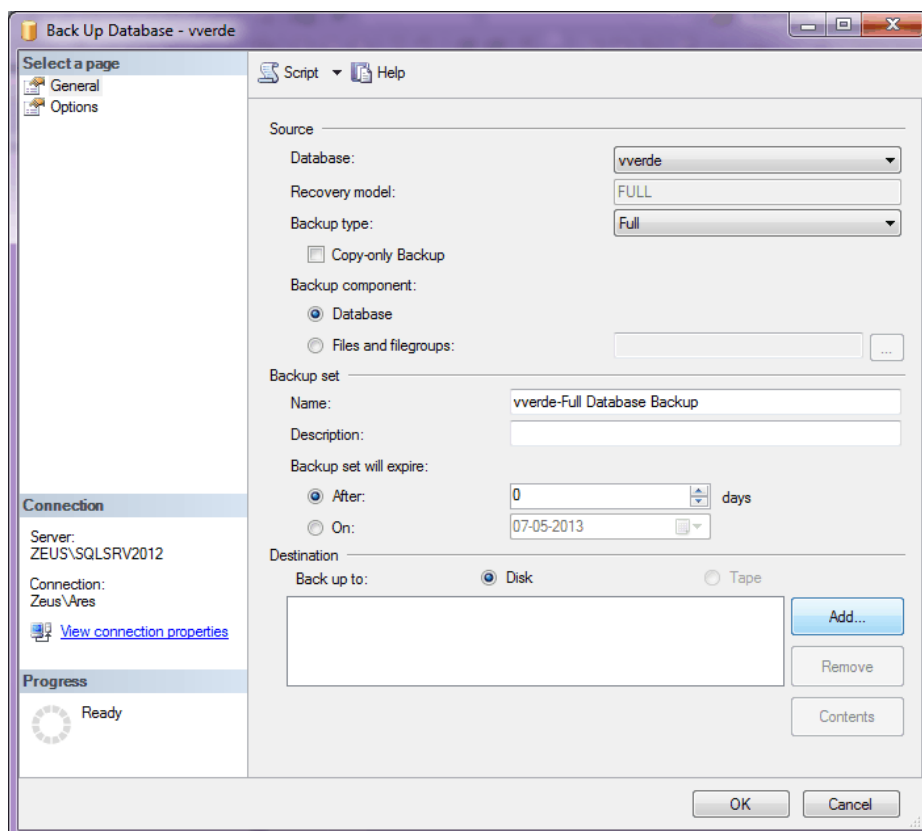 Back Up Database - vverde
Select a page
General
Options
Script Help
Source
Database: vverde
Recovery model: FULL
Backup type: Full
Copy-only Backup
Backup component:
Database
Files and filegroups: ...
Backup set
Name: vverde-Full Database Backup
Description:
Backup set will expire:
After: 0 days
On: 07-05-2013
Destination
Back up to: Disk Tape
Add...
Remove
Contents
Connection
Server:
ZEUS\SQLSRV2012
Connection:
Zeus\Ares
View connection properties
Progress
Ready
OK Cancel